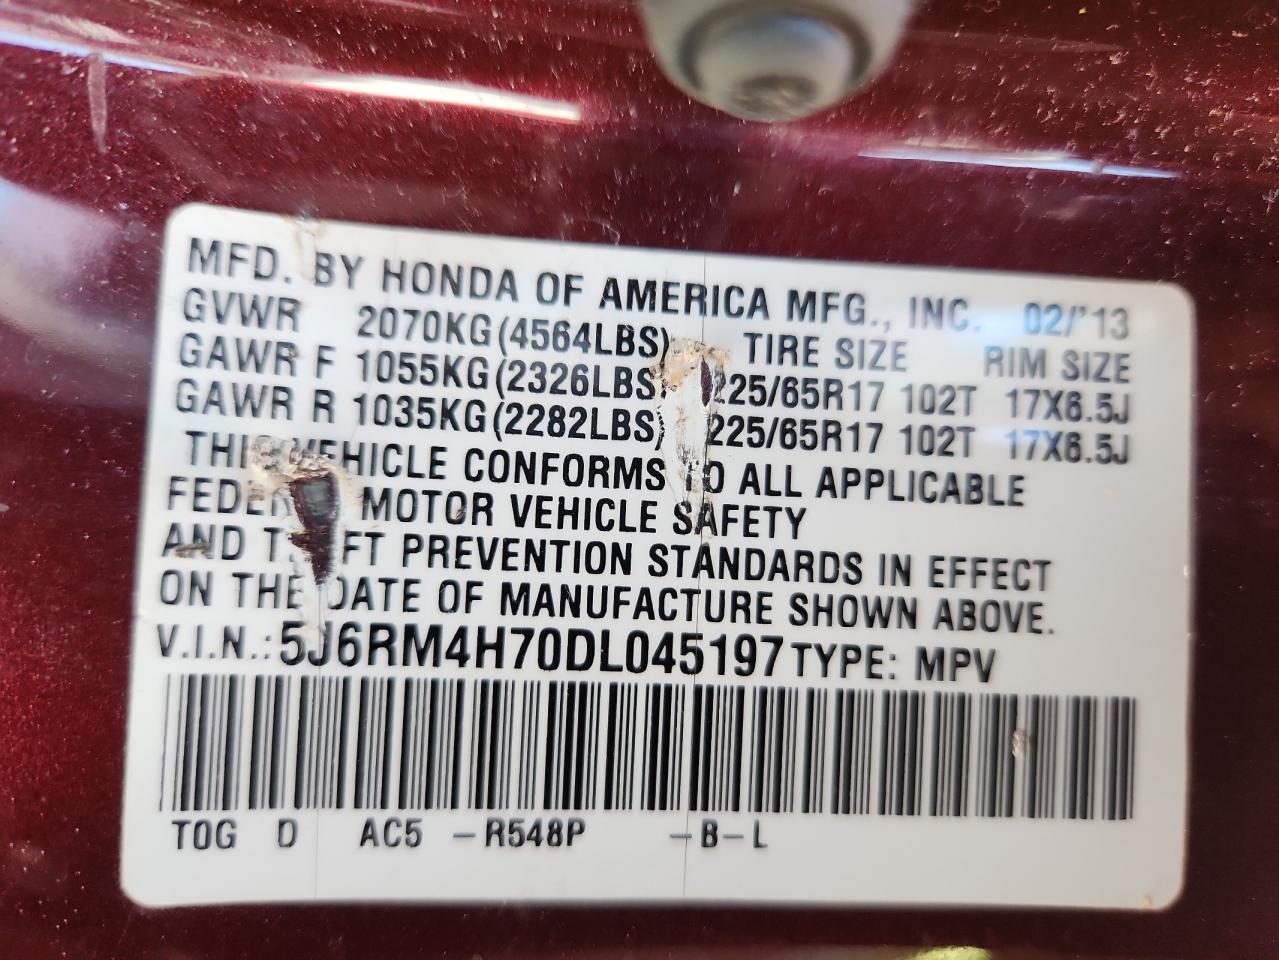 MFD. BY HONDA OF AMERICA MFG., INC. 02/'13
GVWR 2070KG(4564LBS) TIRE SIZE RIM SIZE
GAWR F 1055KG(2326LBS) 225/65R17 102T 17X6.5J
GAWR R 1035KG(2282LBS) 225/65R17 102T 17X6.5J
THIS VEHICLE CONFORMS TO ALL APPLICABLE
FEDERAL MOTOR VEHICLE SAFETY
AND THEFT PREVENTION STANDARDS IN EFFECT
ON THE DATE OF MANUFACTURE SHOWN ABOVE.
V.I.N.: 5J6RM4H70DL045197 TYPE: MPV
TOG D AC5 -R548P -B-L